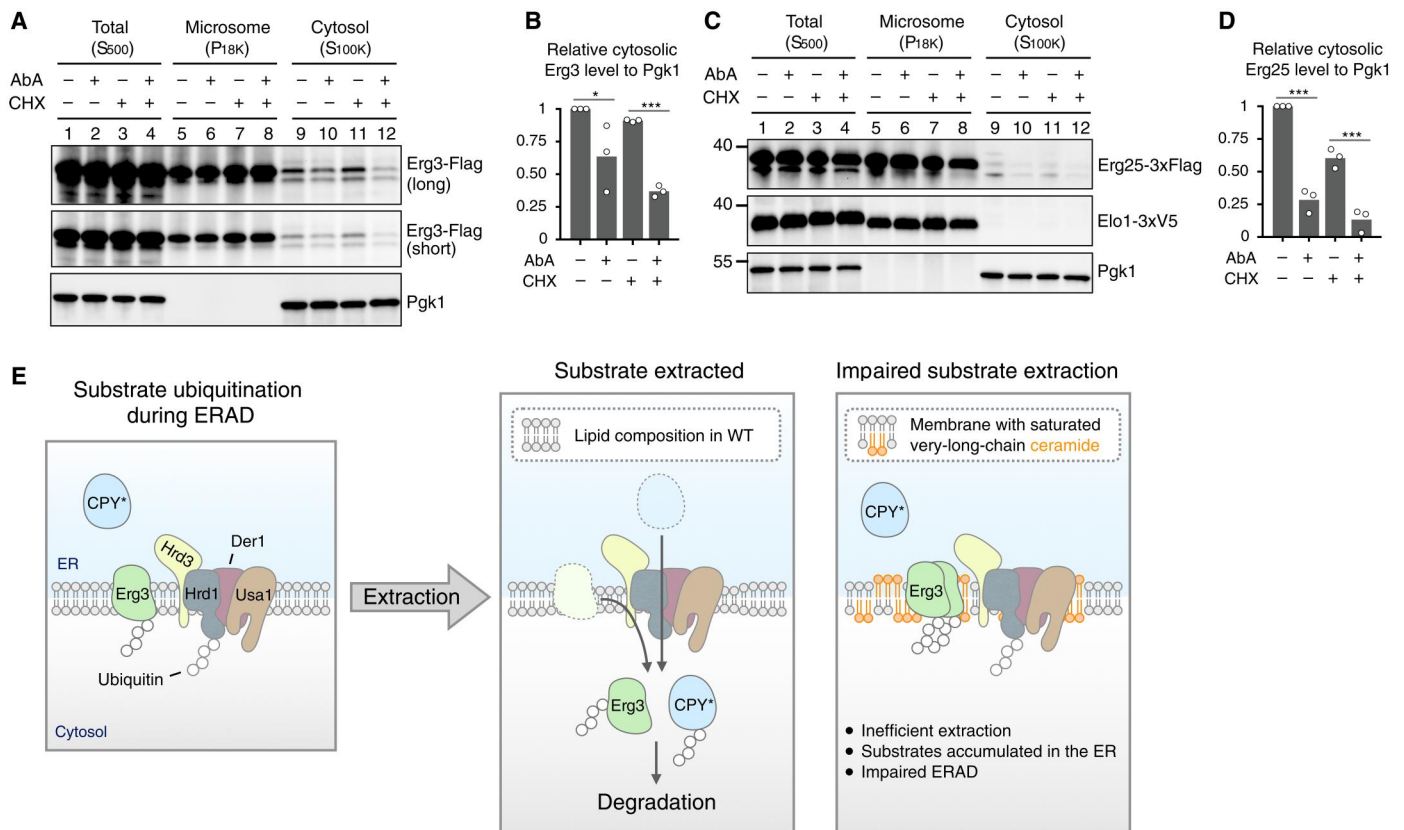 A
Total
(S500)
Microsome
(P18K)
Cytosol
(S100K)
AbA – + – + – + – + – + – +
CHX – – + + – – + + – – + +
1 2 3 4 5 6 7 8 9 10 11 12
Erg3-Flag
(long)
Erg3-Flag
(short)
Pgk1
B
Relative cytosolic
Erg3 level to Pgk1
* ***
1
0.75
0.50
0.25
0
AbA – + – +
CHX – – + +
C
Total
(S500)
Microsome
(P18K)
Cytosol
(S100K)
AbA – + – + – + – + – + – +
CHX – – + + – – + + – – + +
1 2 3 4 5 6 7 8 9 10 11 12
40
Erg25-3xFlag
40
Elo1-3xV5
55
Pgk1
D
Relative cytosolic
Erg25 level to Pgk1
*** ***
1
0.75
0.50
0.25
0
AbA – + – +
CHX – – + +
E
Substrate ubiquitination
during ERAD
CPY*
Hrd3
Der1
ER
Erg3
Hrd1
Usa1
Ubiquitin
Cytosol
Extraction
Substrate extracted
Lipid composition in WT
Erg3
CPY*
Degradation
Impaired substrate extraction
Membrane with saturated
very-long-chain ceramide
CPY*
Erg3
● Inefficient extraction
● Substrates accumulated in the ER
● Impaired ERAD